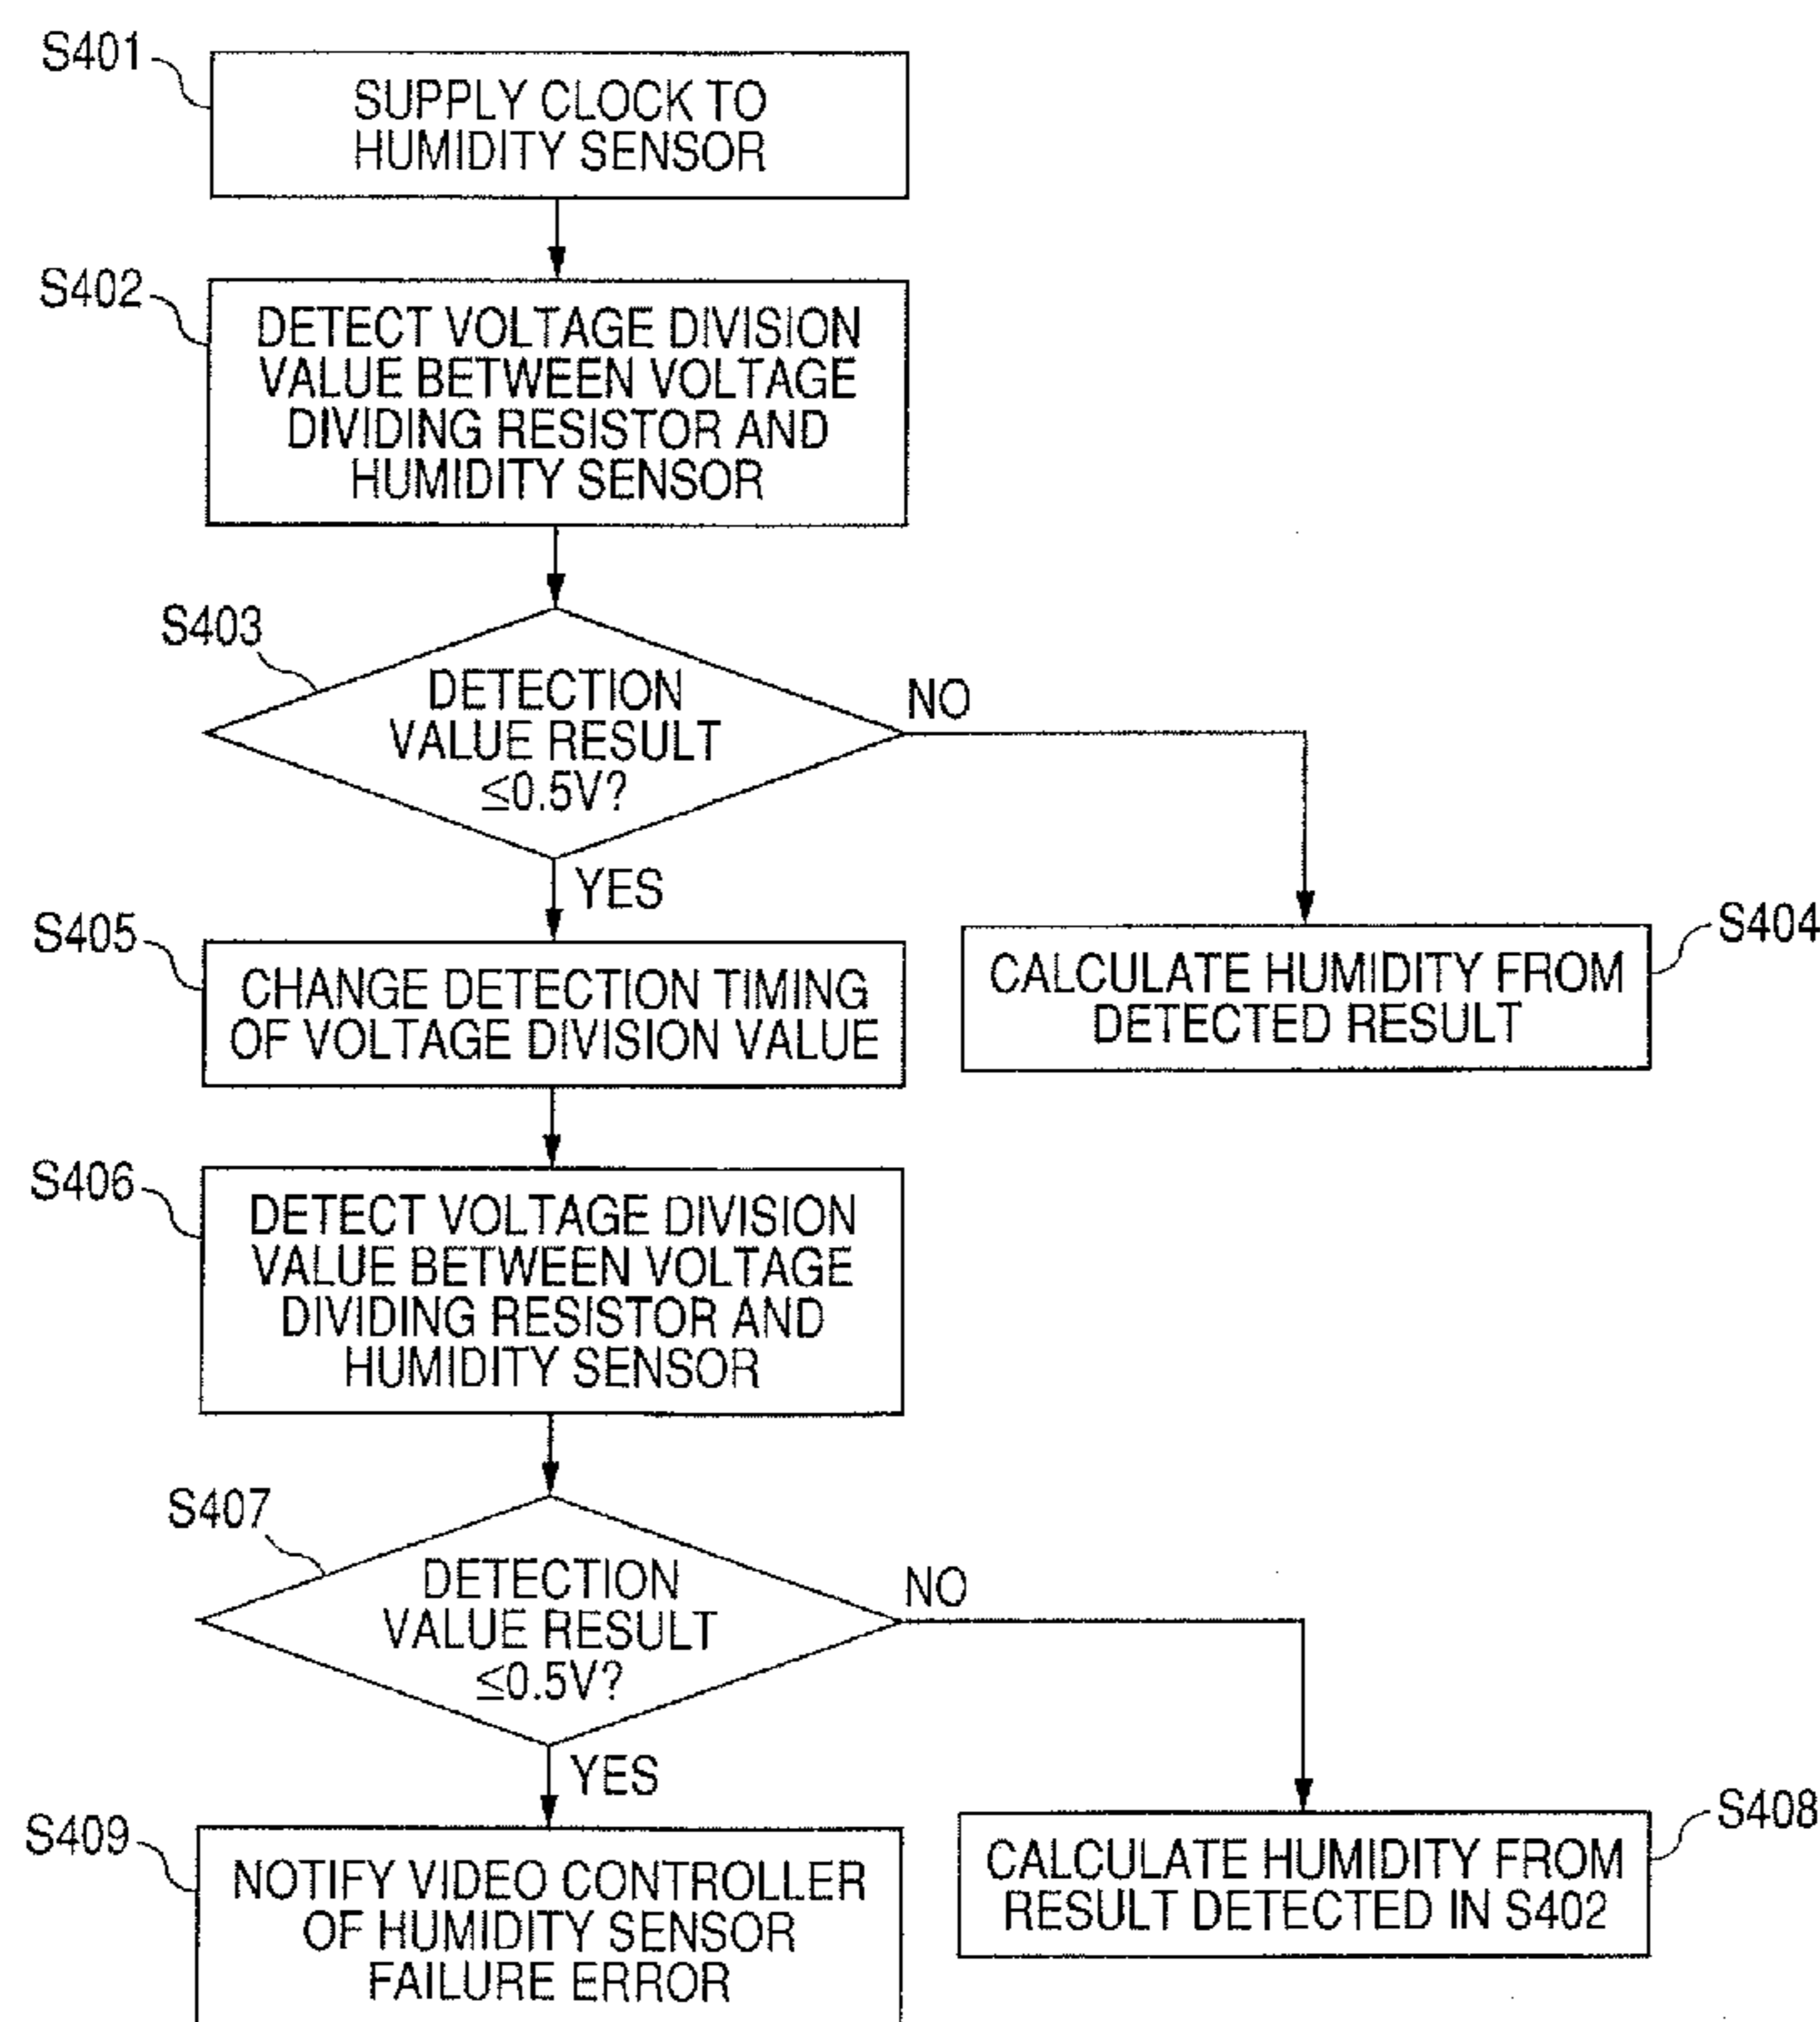 S401
SUPPLY CLOCK TO
HUMIDITY SENSOR
S402
DETECT VOLTAGE DIVISION
VALUE BETWEEN VOLTAGE
DIVIDING RESISTOR AND
HUMIDITY SENSOR
S403
DETECTION
VALUE RESULT
≤0.5V?
NO
YES
S405
CHANGE DETECTION TIMING
OF VOLTAGE DIVISION VALUE
S404
CALCULATE HUMIDITY FROM
DETECTED RESULT
S406
DETECT VOLTAGE DIVISION
VALUE BETWEEN VOLTAGE
DIVIDING RESISTOR AND
HUMIDITY SENSOR
S407
DETECTION
VALUE RESULT
≤0.5V?
NO
YES
S409
NOTIFY VIDEO CONTROLLER
OF HUMIDITY SENSOR
FAILURE ERROR
S408
CALCULATE HUMIDITY FROM
RESULT DETECTED IN S402